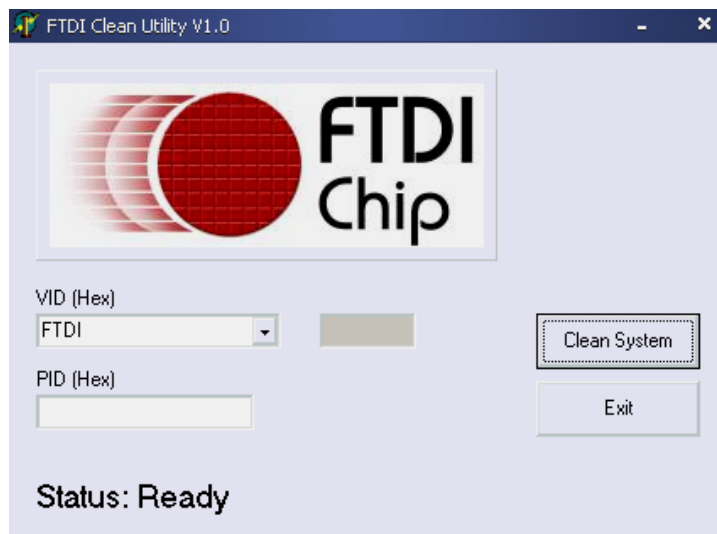 FTDI Clean Utility V1.0
FTDI
Chip
VID (Hex)
FTDI
Clean System
PID (Hex)
Exit
Status: Ready